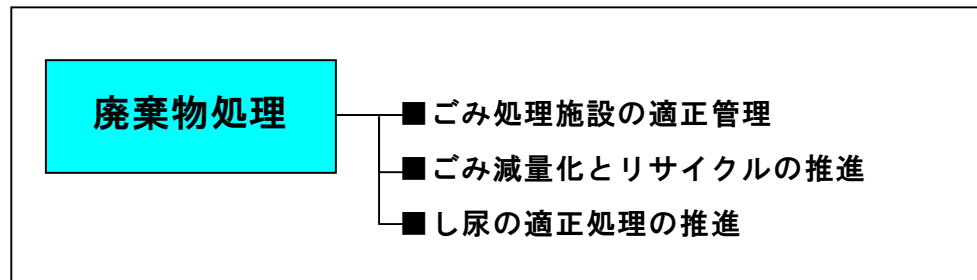 廃棄物処理
■ごみ処理施設の適正管理
■ごみ減量化とリサイクルの推進
■し尿の適正処理の推進